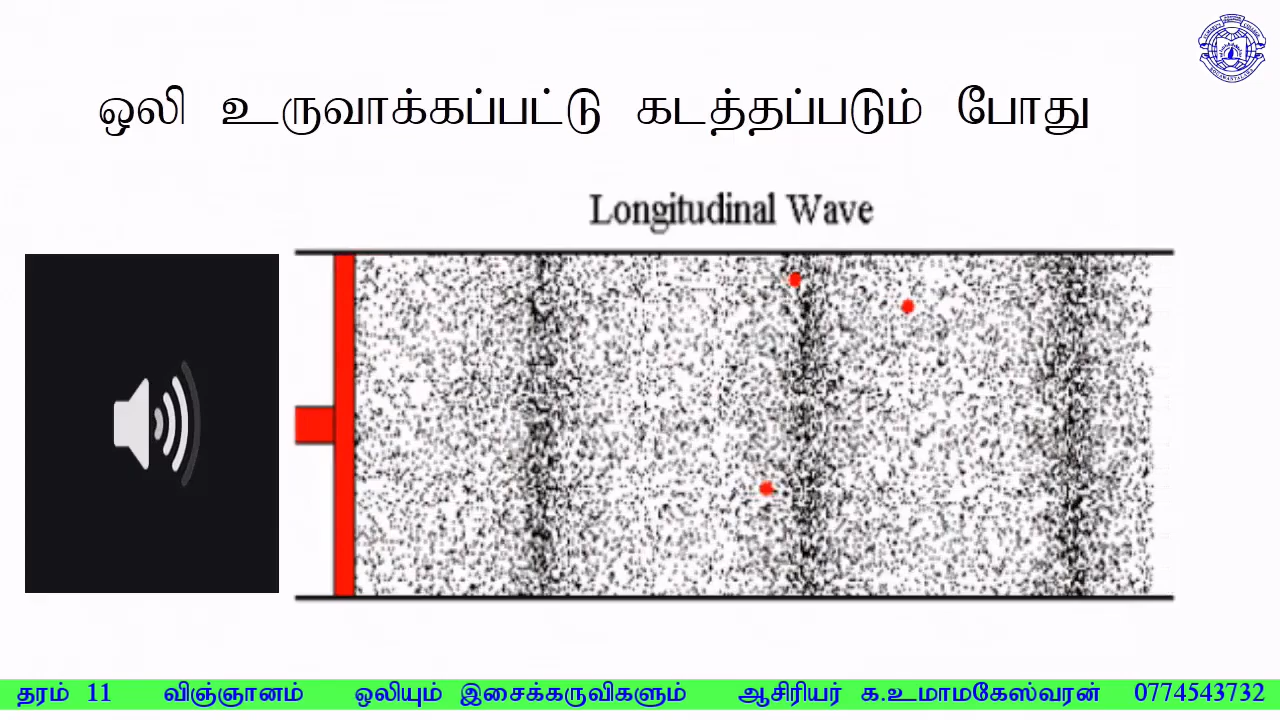 ஒலி உருவாக்கப்பட்டு கடத்தப்படும் போது
Longitudinal Wave
தரம் 11 விஞ்ஞானம் ஒலியும் இசைக்கருவிகளும் ஆசிரியர் க.உமாமகேஸ்வரன் 0774543732